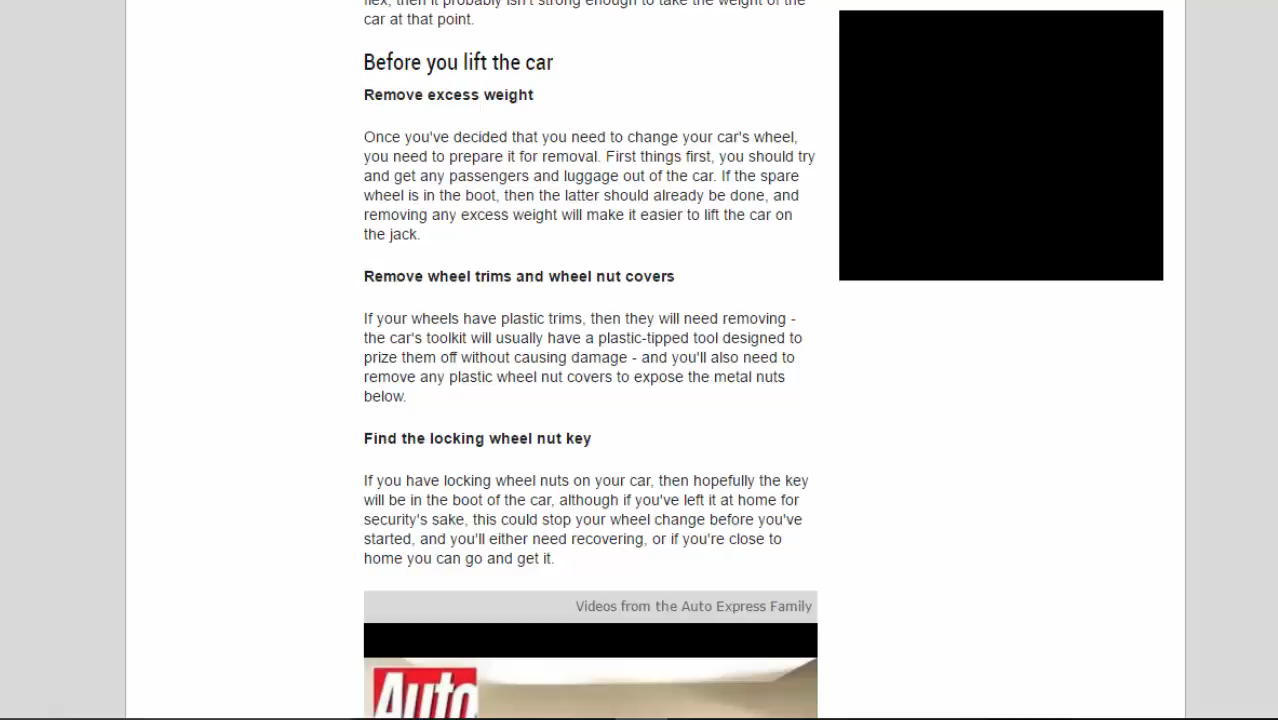 flex, then it probably isn't strong enough to take the weight of the
car at that point.
Before you lift the car
Remove excess weight
Once you've decided that you need to change your car's wheel,
you need to prepare it for removal. First things first, you should try
and get any passengers and luggage out of the car. If the spare
wheel is in the boot, then the latter should already be done, and
removing any excess weight will make it easier to lift the car on
the jack.
Remove wheel trims and wheel nut covers
If your wheels have plastic trims, then they will need removing -
the car's toolkit will usually have a plastic-tipped tool designed to
prize them off without causing damage - and you'll also need to
remove any plastic wheel nut covers to expose the metal nuts
below.
Find the locking wheel nut key
If you have locking wheel nuts on your car, then hopefully the key
will be in the boot of the car, although if you've left it at home for
security's sake, this could stop your wheel change before you've
started, and you'll either need recovering, or if you're close to
home you can go and get it.
Videos from the Auto Express Family
Auto